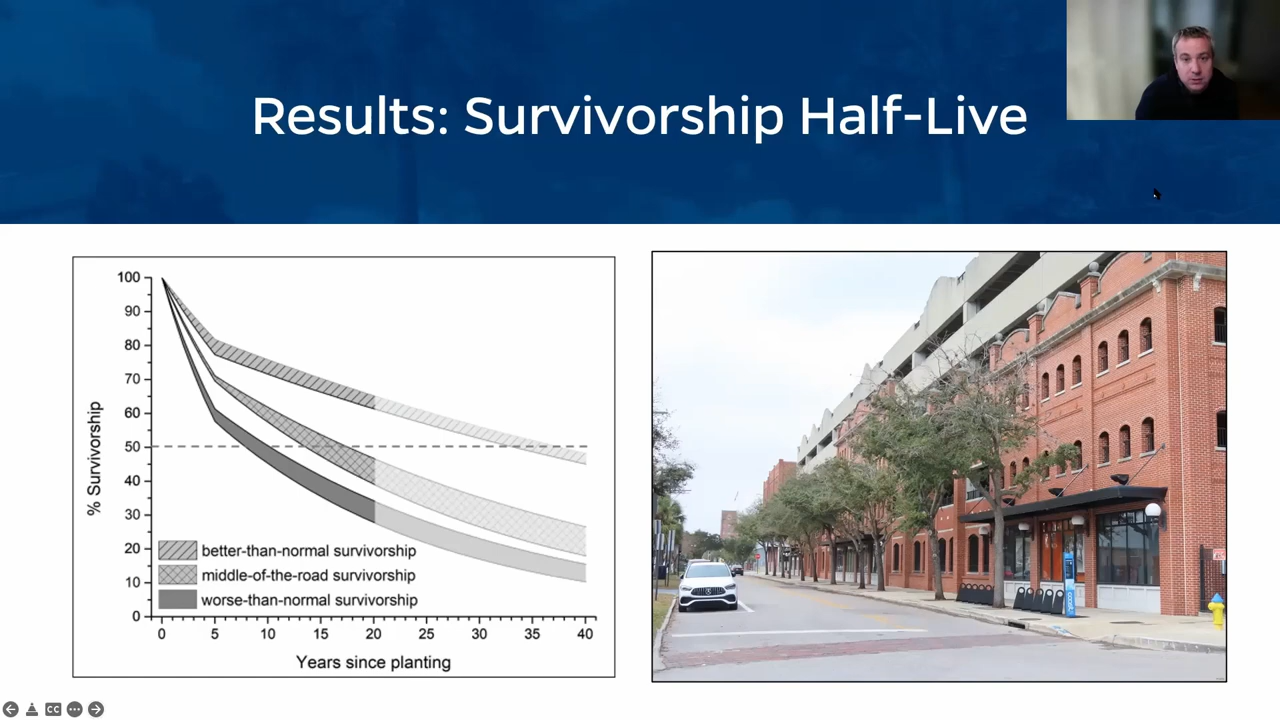 Results: Survivorship Half-Live
100
90
80
70
60
50
40
30
20
10
0
% Survivorship
better-than-normal survivorship
middle-of-the-road survivorship
worse-than-normal survivorship
0 5 10 15 20 25 30 35 40
Years since planting
CC